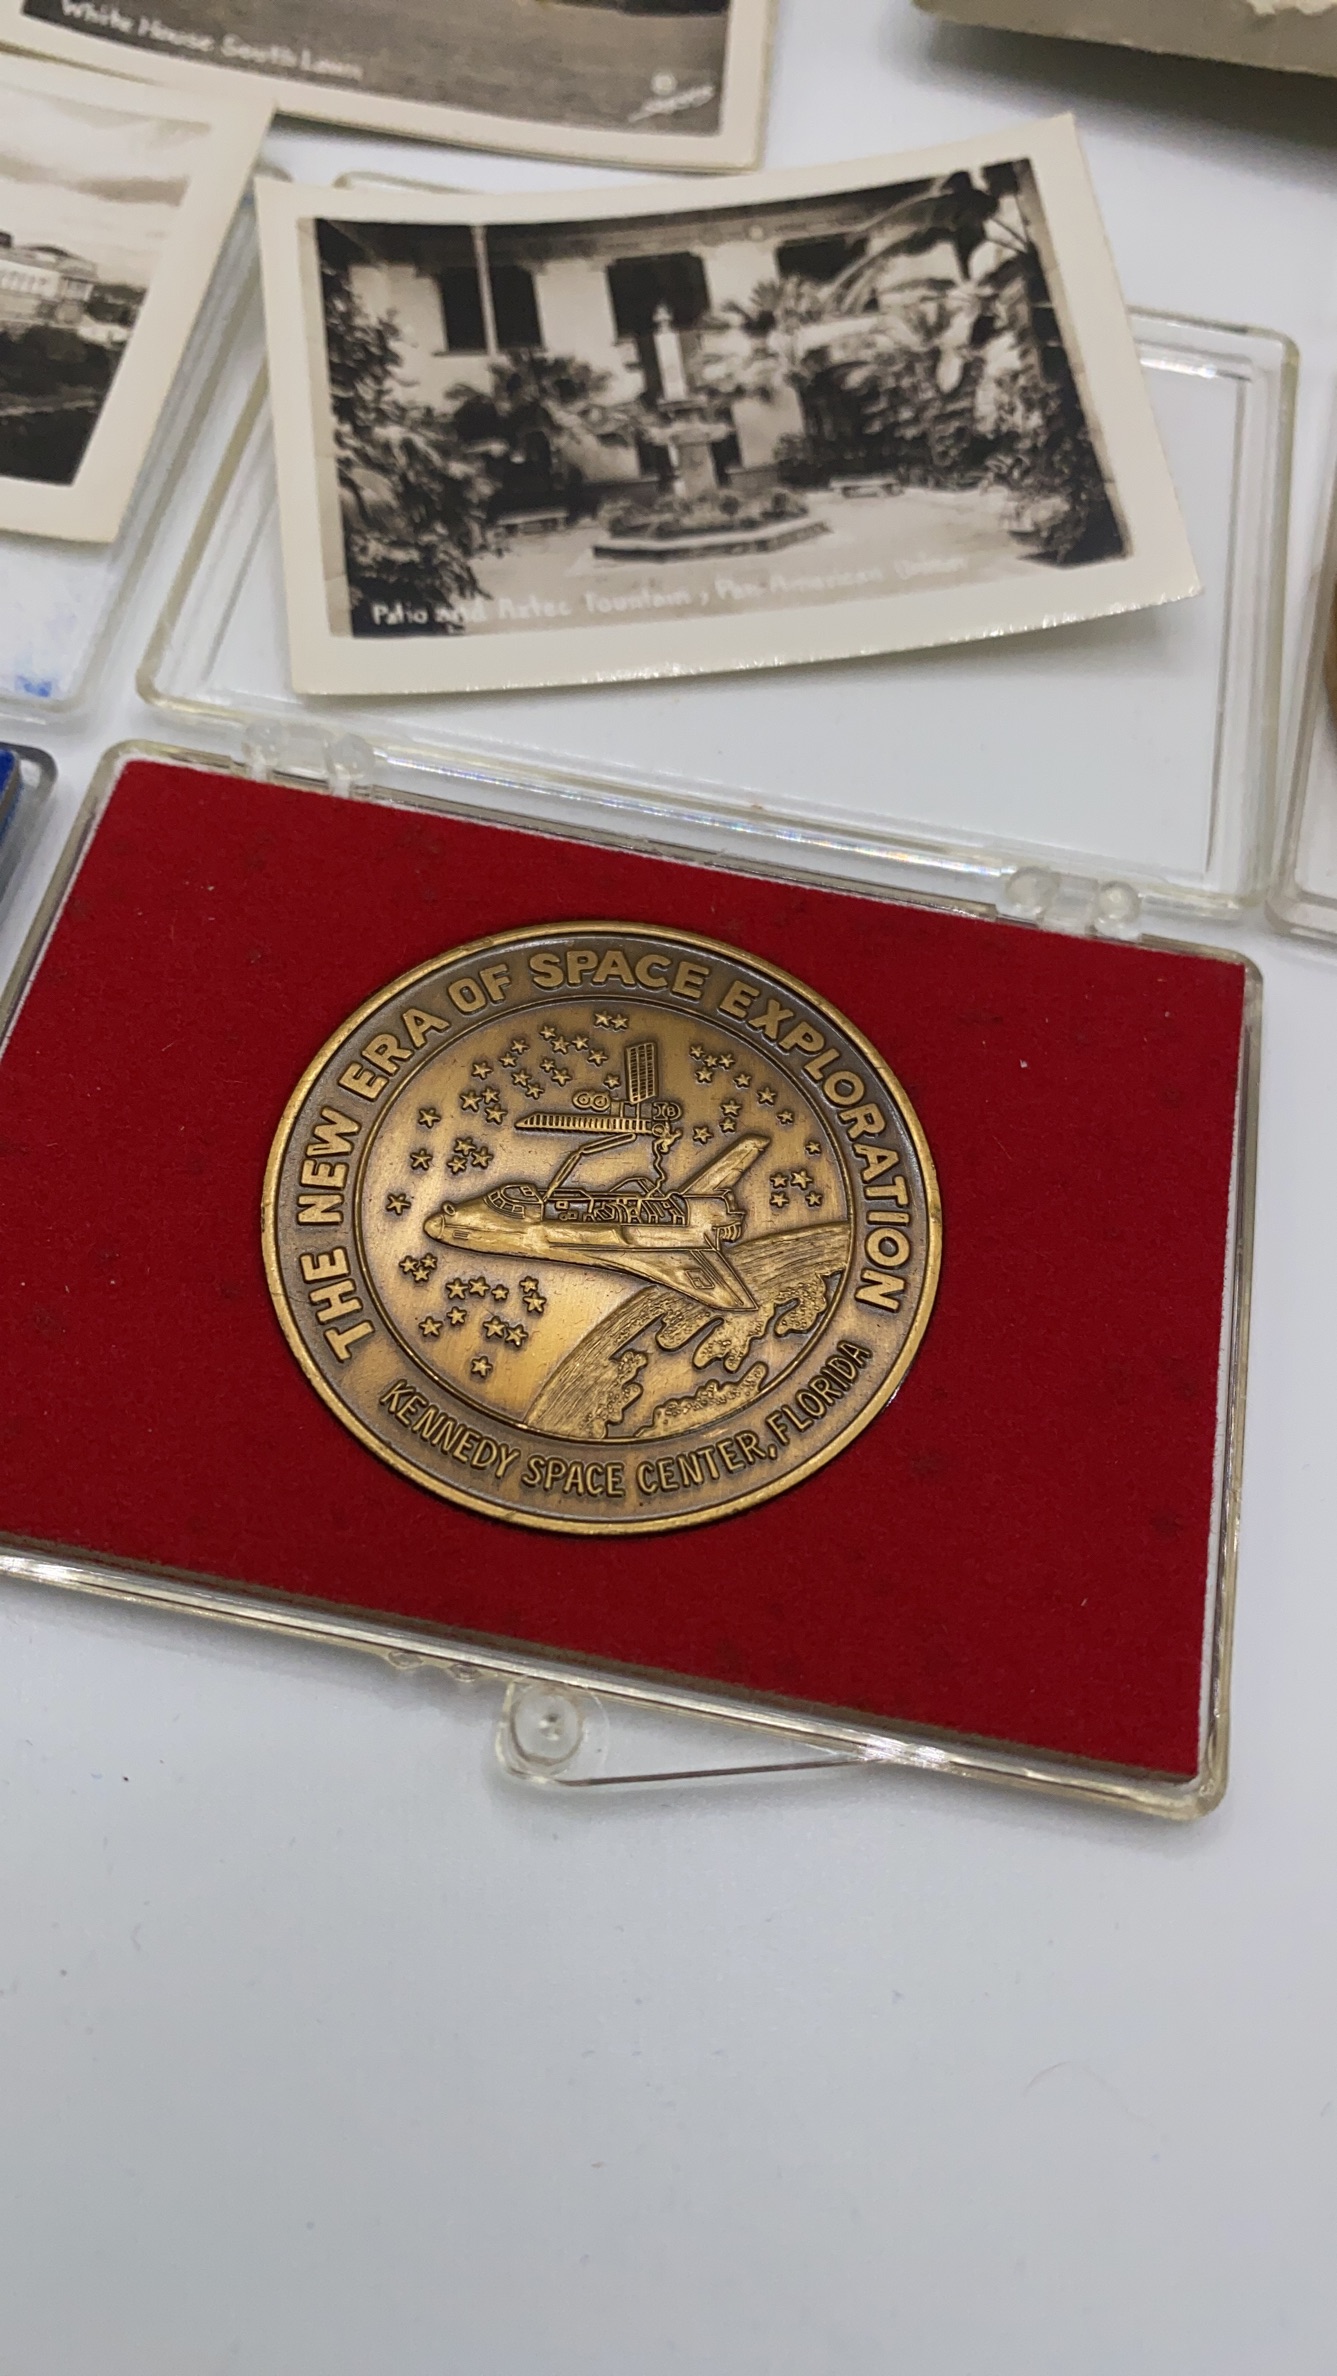 White House South Lawn
Patio and Aztec Fountain, Pan American Union
THE NEW ERA OF SPACE EXPLORATION
KENNEDY SPACE CENTER, FLORIDA